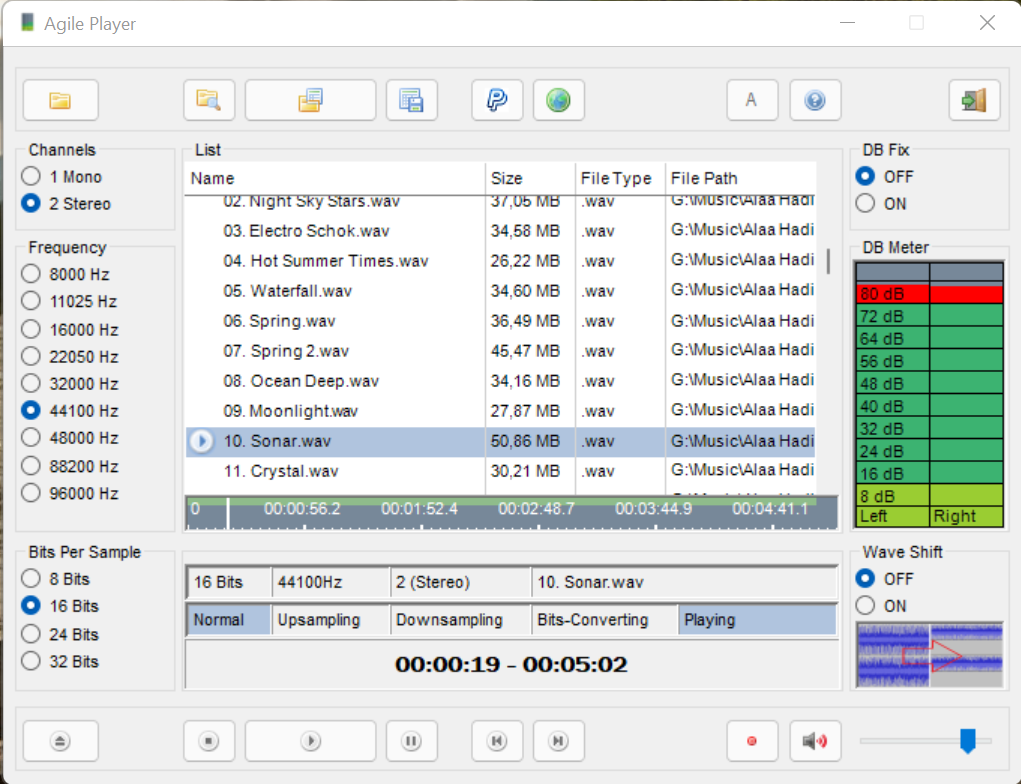 Agile Player
A
Channels
1 Mono
2 Stereo
Frequency
8000 Hz
11025 Hz
16000 Hz
22050 Hz
32000 Hz
44100 Hz
48000 Hz
88200 Hz
96000 Hz
Bits Per Sample
8 Bits
16 Bits
24 Bits
32 Bits
List
Name Size File Type File Path
02. Night Sky Stars.wav 37,05 MB .wav G:\Music\Alaa Hadi
03. Electro Schok.wav 34,58 MB .wav G:\Music\Alaa Hadi
04. Hot Summer Times.wav 26,22 MB .wav G:\Music\Alaa Hadi
05. Waterfall.wav 34,60 MB .wav G:\Music\Alaa Hadi
06. Spring.wav 36,49 MB .wav G:\Music\Alaa Hadi
07. Spring 2.wav 45,47 MB .wav G:\Music\Alaa Hadi
08. Ocean Deep.wav 34,16 MB .wav G:\Music\Alaa Hadi
09. Moonlight.wav 27,87 MB .wav G:\Music\Alaa Hadi
10. Sonar.wav 50,86 MB .wav G:\Music\Alaa Hadi
11. Crystal.wav 30,21 MB .wav G:\Music\Alaa Hadi
0 00:00:56.2 00:01:52.4 00:02:48.7 00:03:44.9 00:04:41.1
16 Bits 44100Hz 2 (Stereo) 10. Sonar.wav
Normal Upsampling Downsampling Bits-Converting Playing
00:00:19 - 00:05:02
DB Fix
OFF
ON
DB Meter
80 dB
72 dB
64 dB
56 dB
48 dB
40 dB
32 dB
24 dB
16 dB
8 dB
Left Right
Wave Shift
OFF
ON